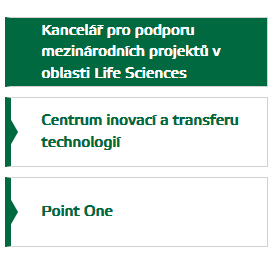 Kancelář pro podporu
mezinárodních projektů v
oblasti Life Sciences
Centrum inovací a transferu
technologií
Point One